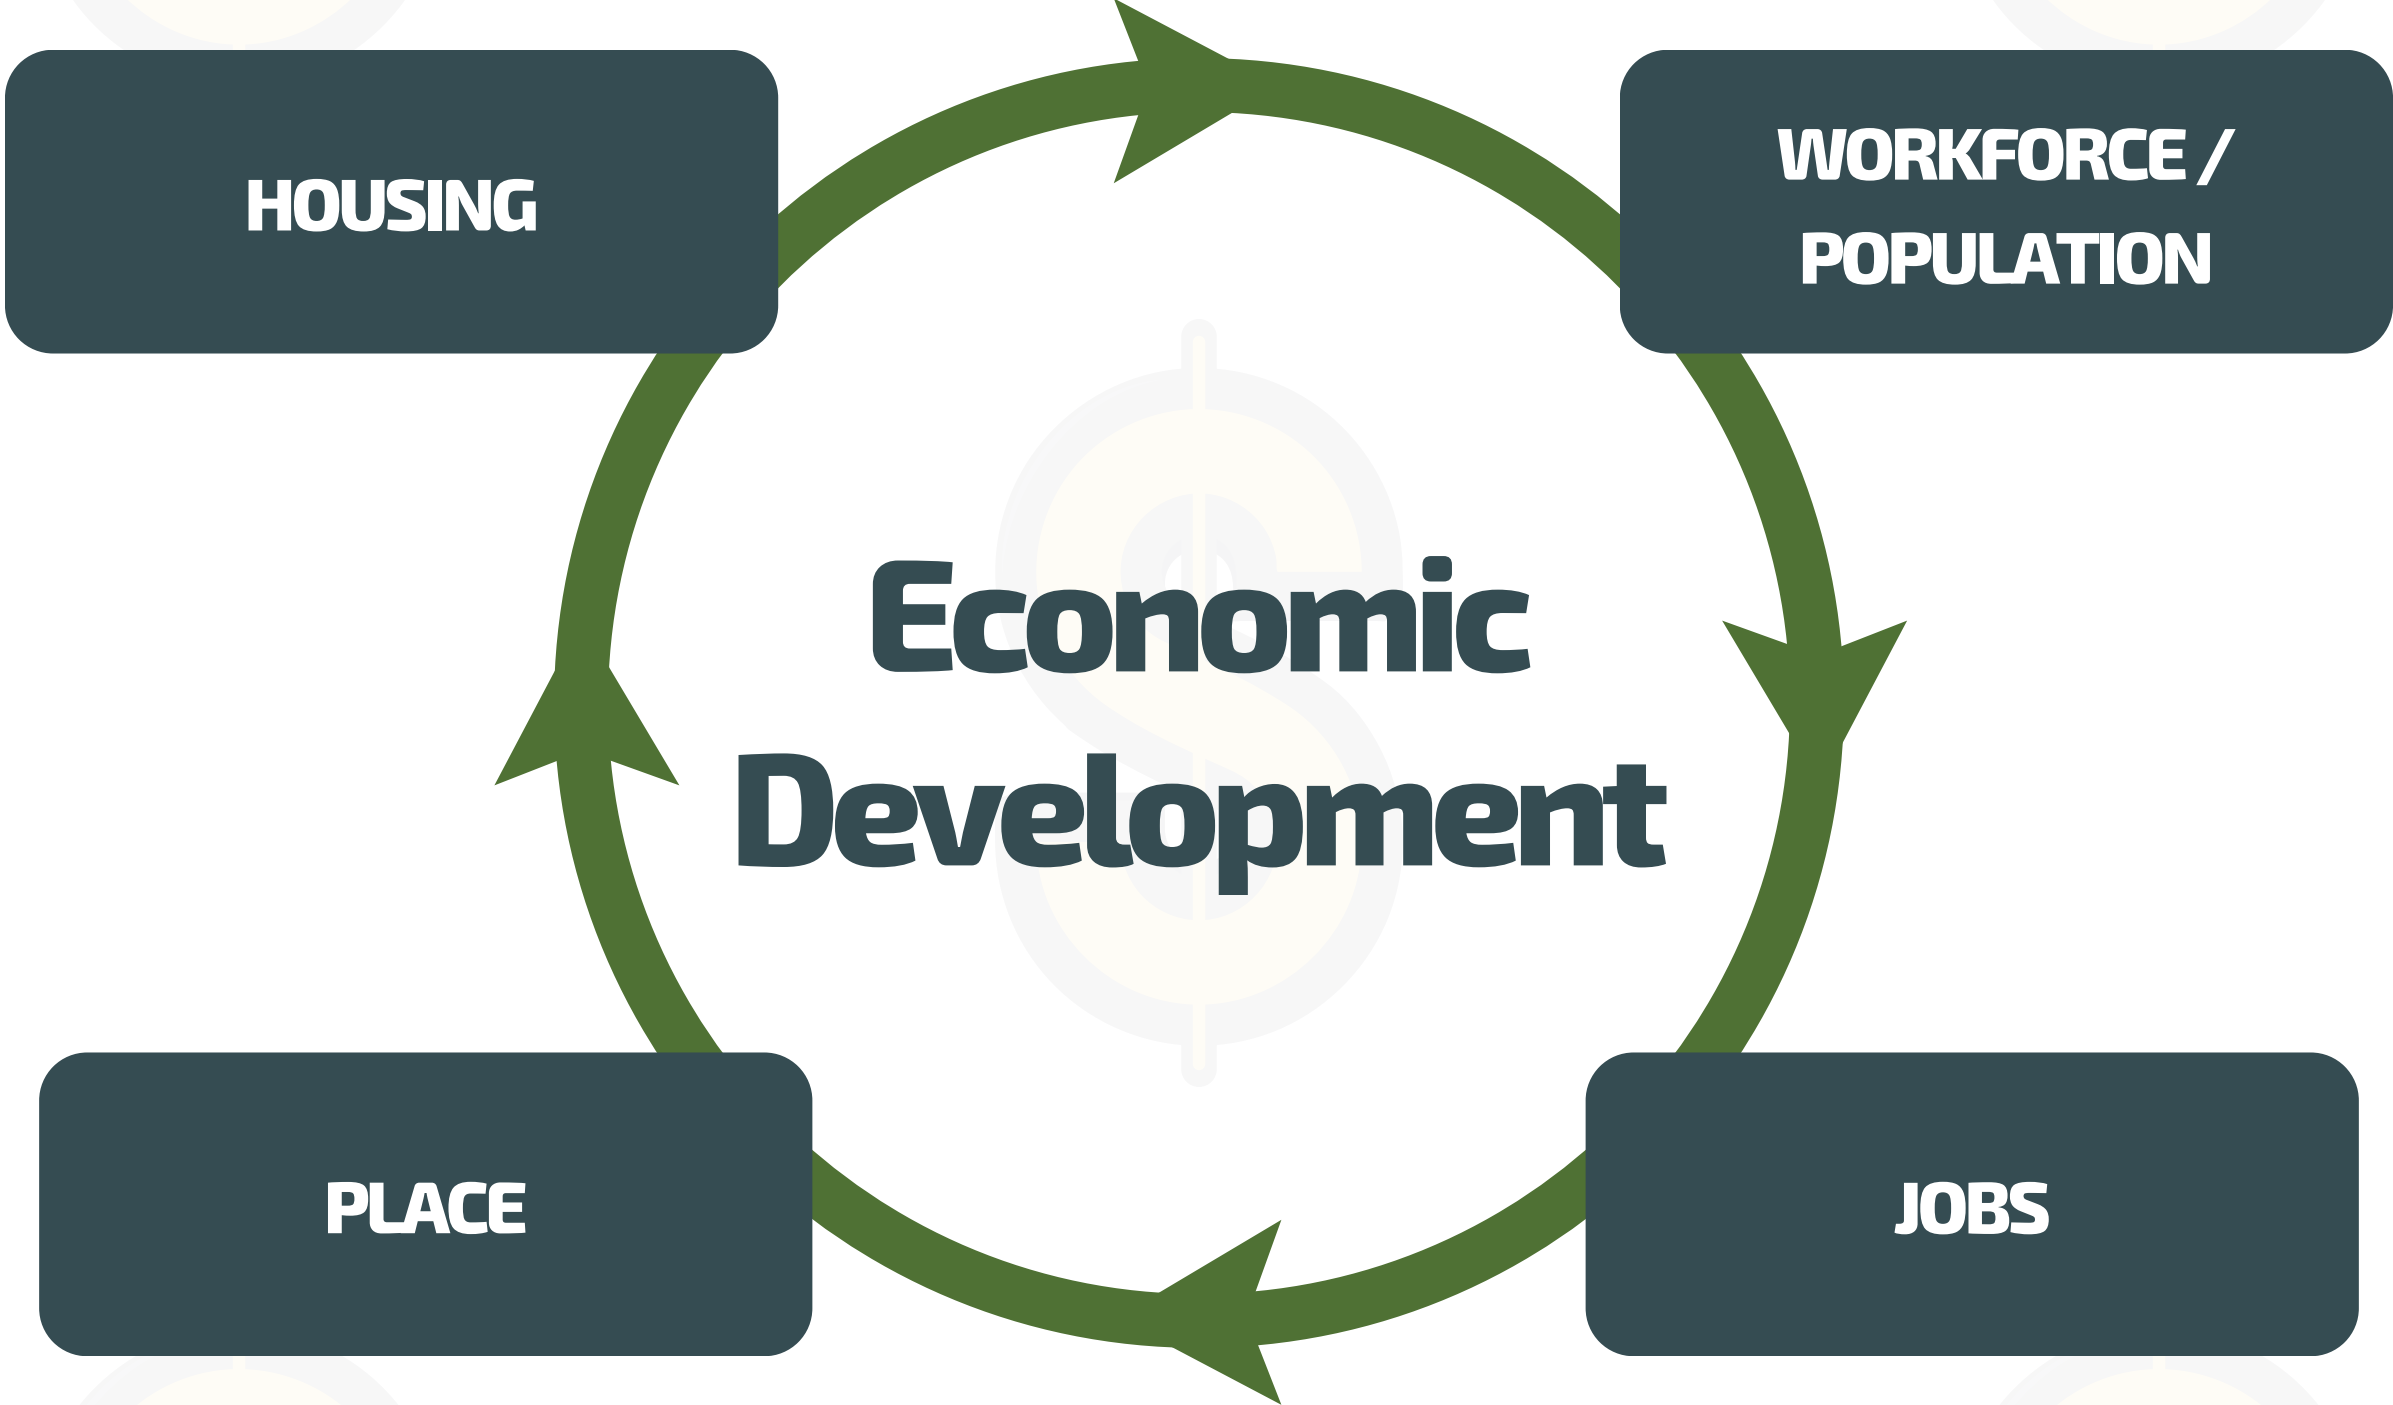 HOUSING
WORKFORCE /
POPULATION
Economic
Development
PLACE
JOBS